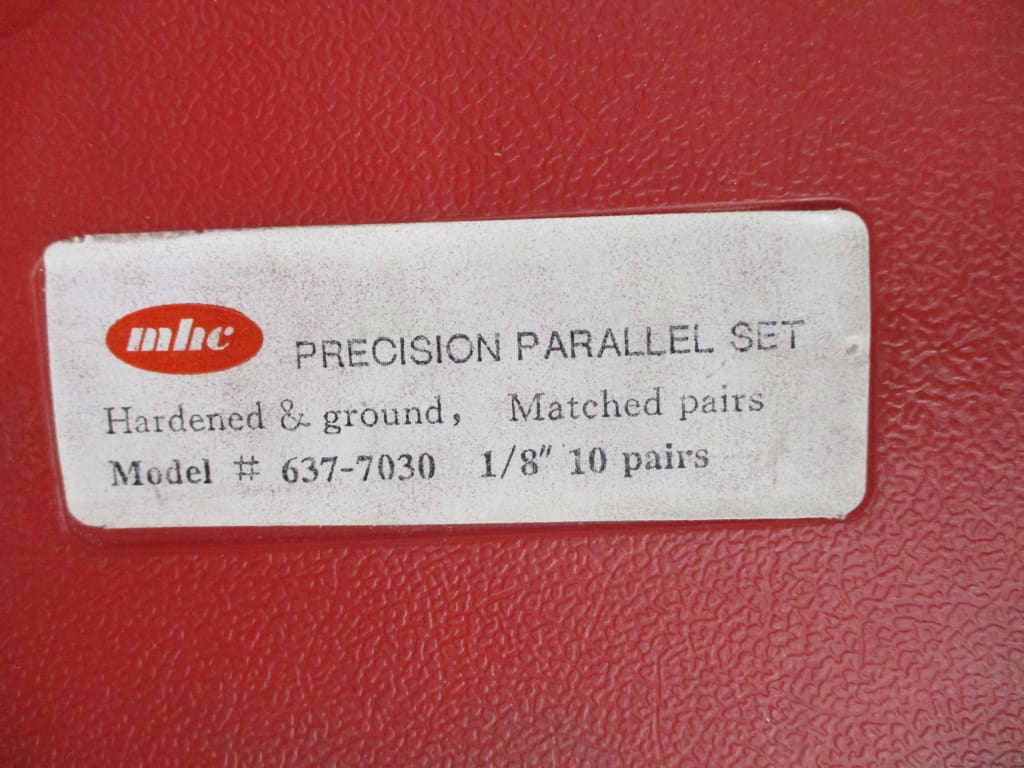 mhc PRECISION PARALLEL SET
Hardened & ground, Matched pairs
Model # 637-7030 1/8" 10 pairs